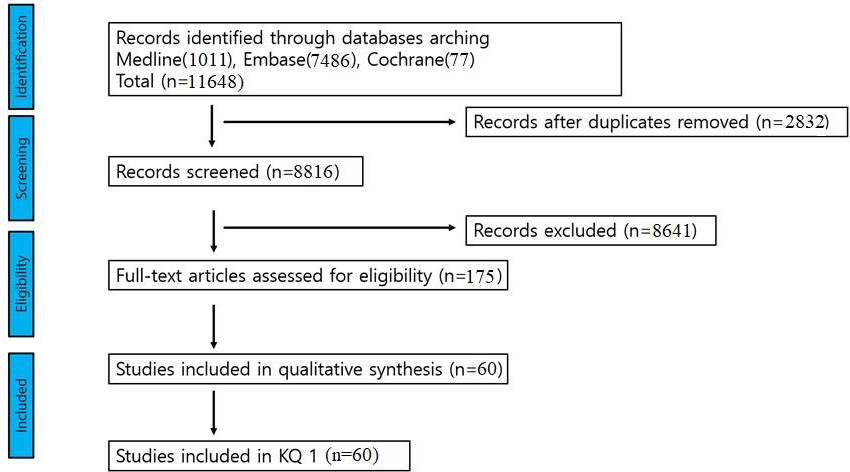 Identification
Records identified through databases arching
Medline(1011), Embase(7486), Cochrane(77)
Total (n=11648)
Records after duplicates removed (n=2832)
Screening
Records screened (n=8816)
Records excluded (n=8641)
Eligibility
Full-text articles assessed for eligibility (n=175)
Included
Studies included in qualitative synthesis (n=60)
Studies included in KQ 1 (n=60)